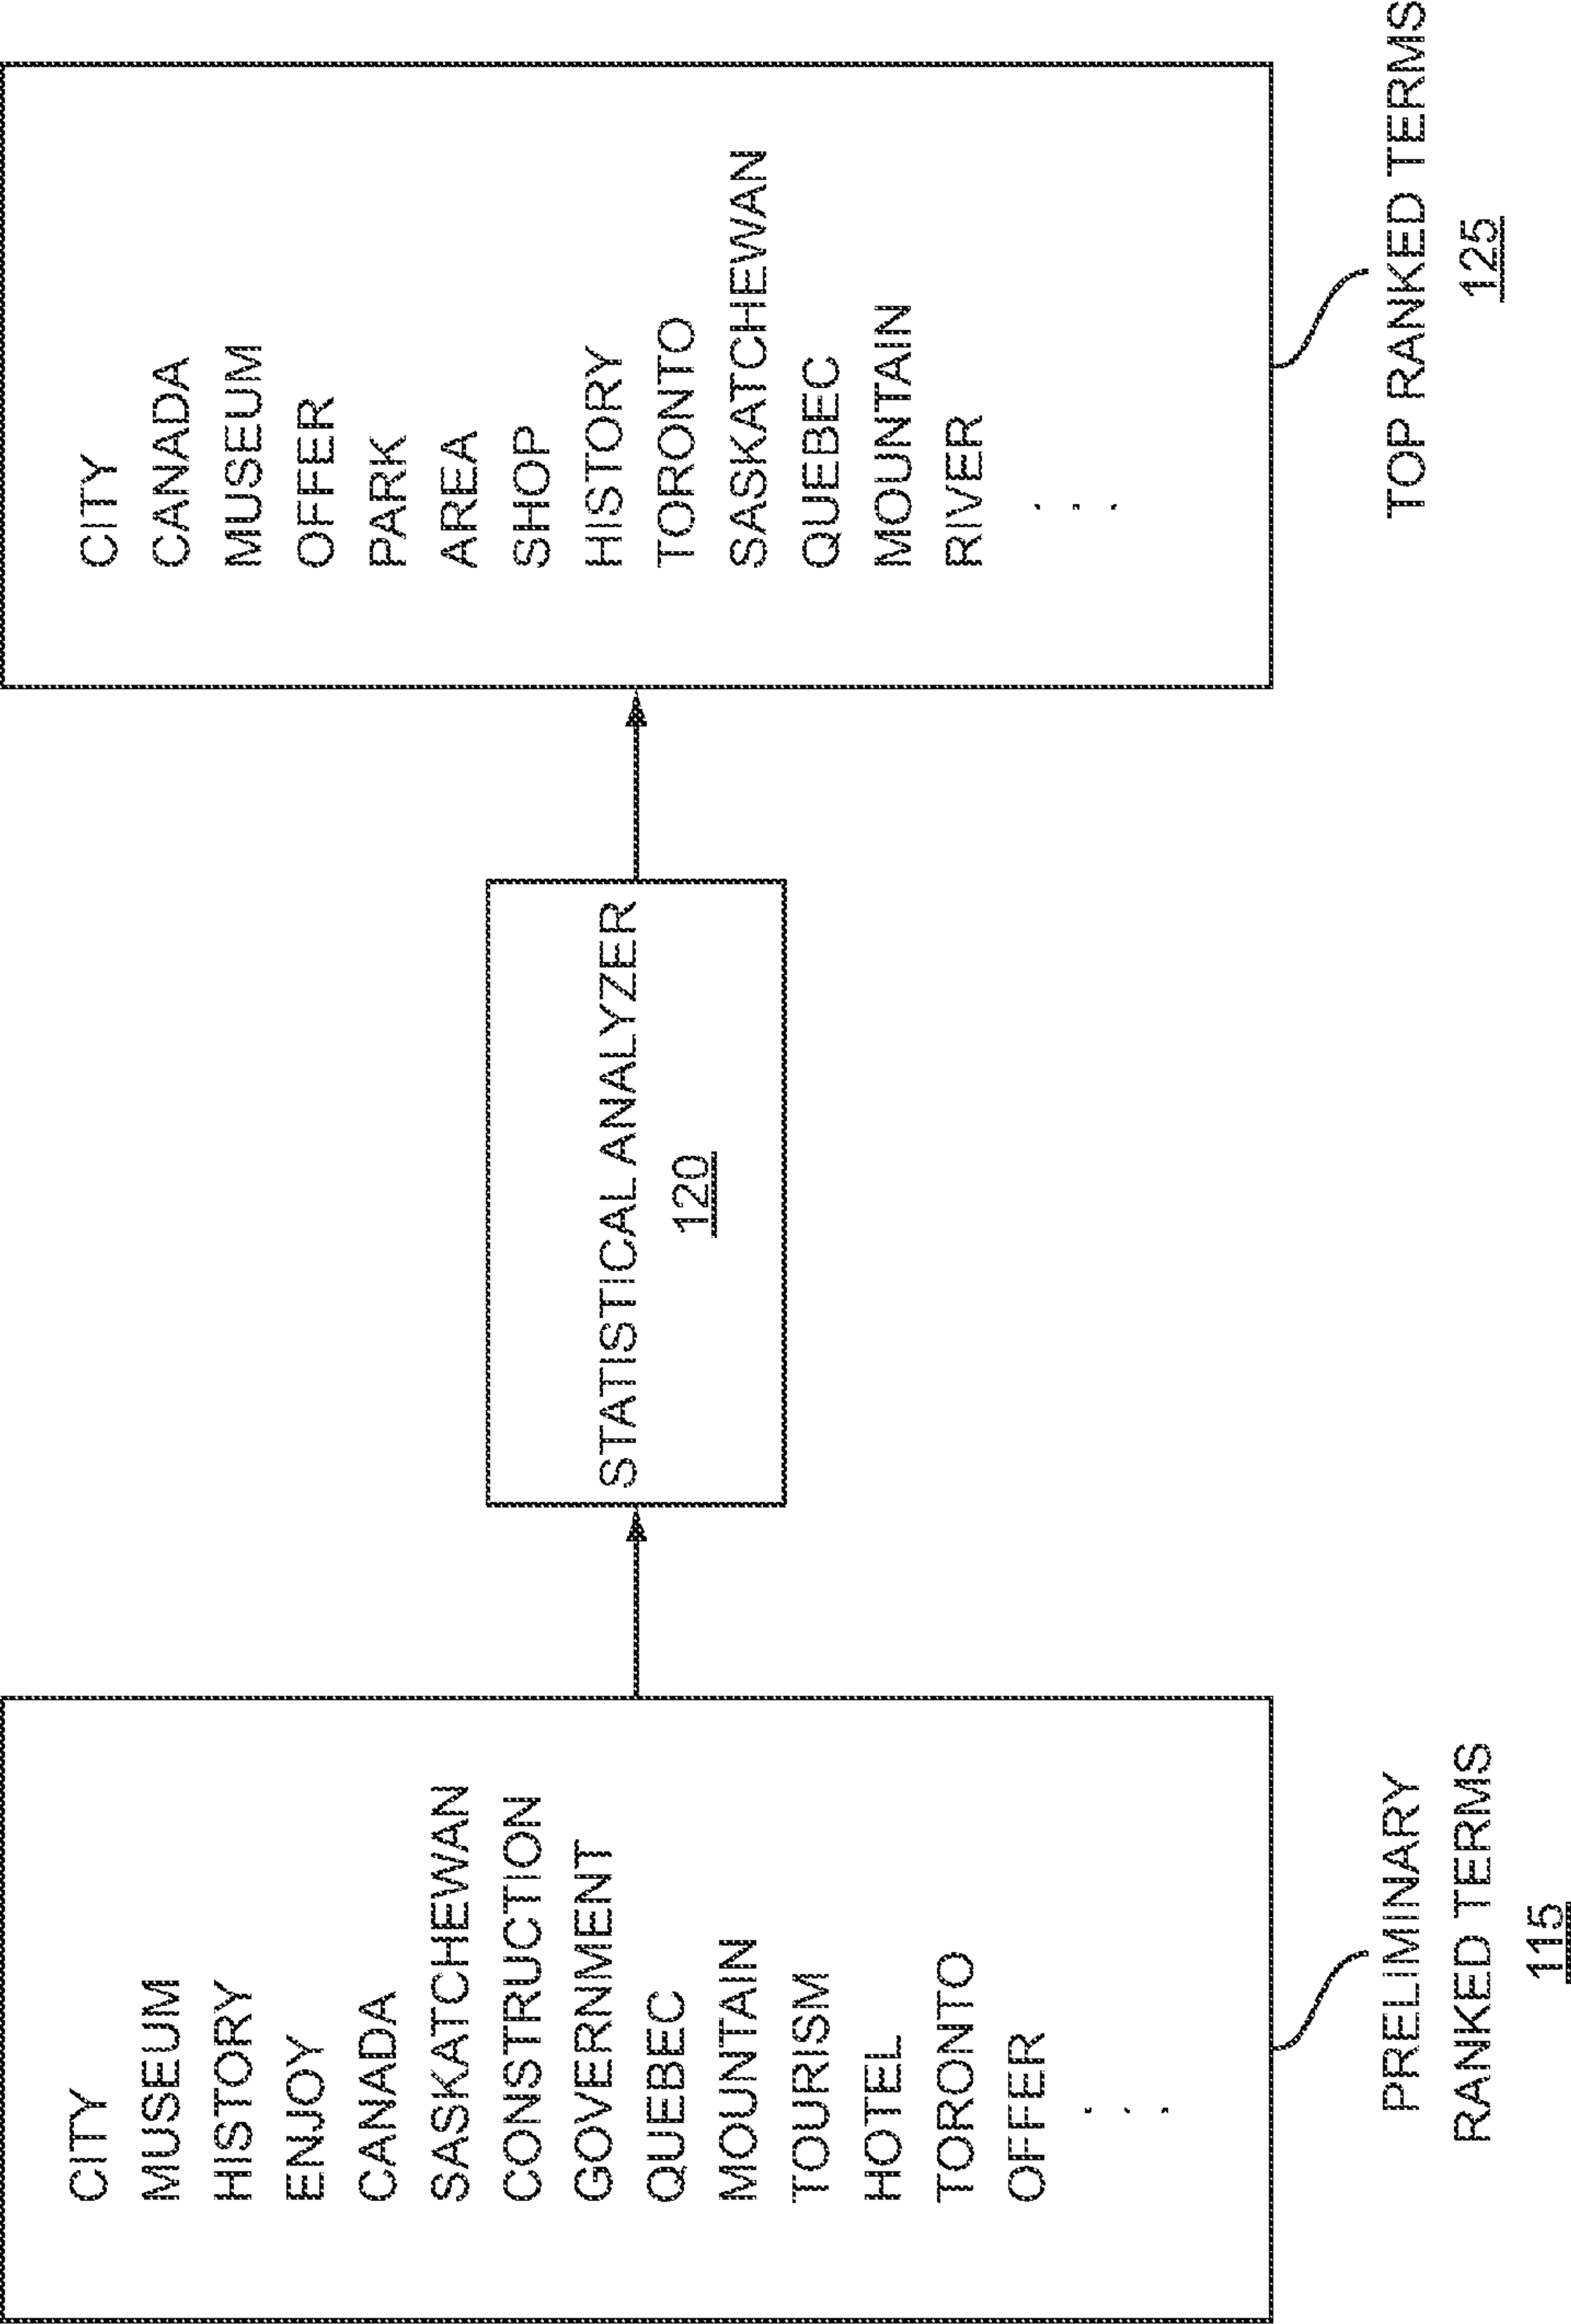 CITY
MUSEUM
HISTORY
ENJOY
CANADA
SASKATCHEWAN
CONSTRUCTION
GOVERNMENT
QUEBEC
MOUNTAIN
TOURISM
HOTEL
TORONTO
OFFER
. . .
PRELIMINARY
RANKED TERMS
115
STATISTICAL ANALYZER
120
CITY
CANADA
MUSEUM
OFFER
PARK
AREA
SHOP
HISTORY
TORONTO
SASKATCHEWAN
QUEBEC
MOUNTAIN
RIVER
. . .
TOP RANKED TERMS
125